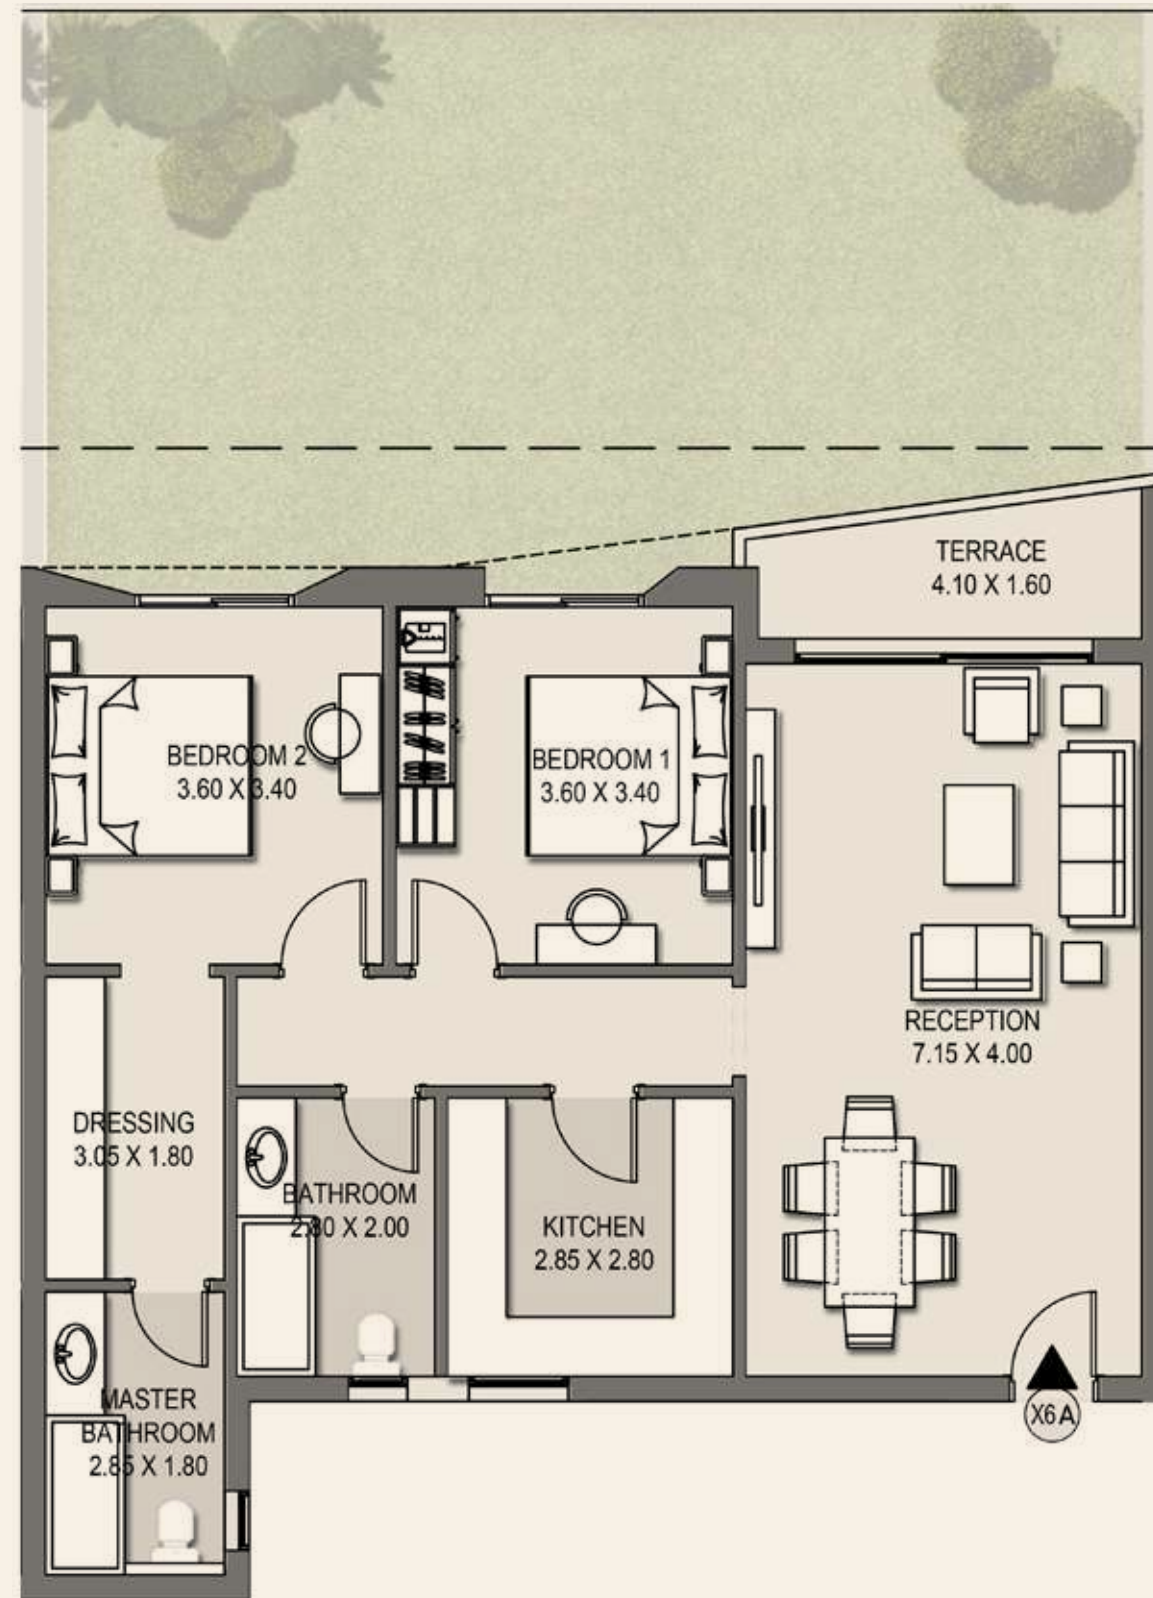 TERRACE
4.10 X 1.60
BEDROOM 2
3.60 X 3.40
BEDROOM 1
3.60 X 3.40
RECEPTION
7.15 X 4.00
DRESSING
3.05 X 1.80
BATHROOM
2.80 X 2.00
KITCHEN
2.85 X 2.80
MASTER
BATHROOM
2.85 X 1.80
X6A